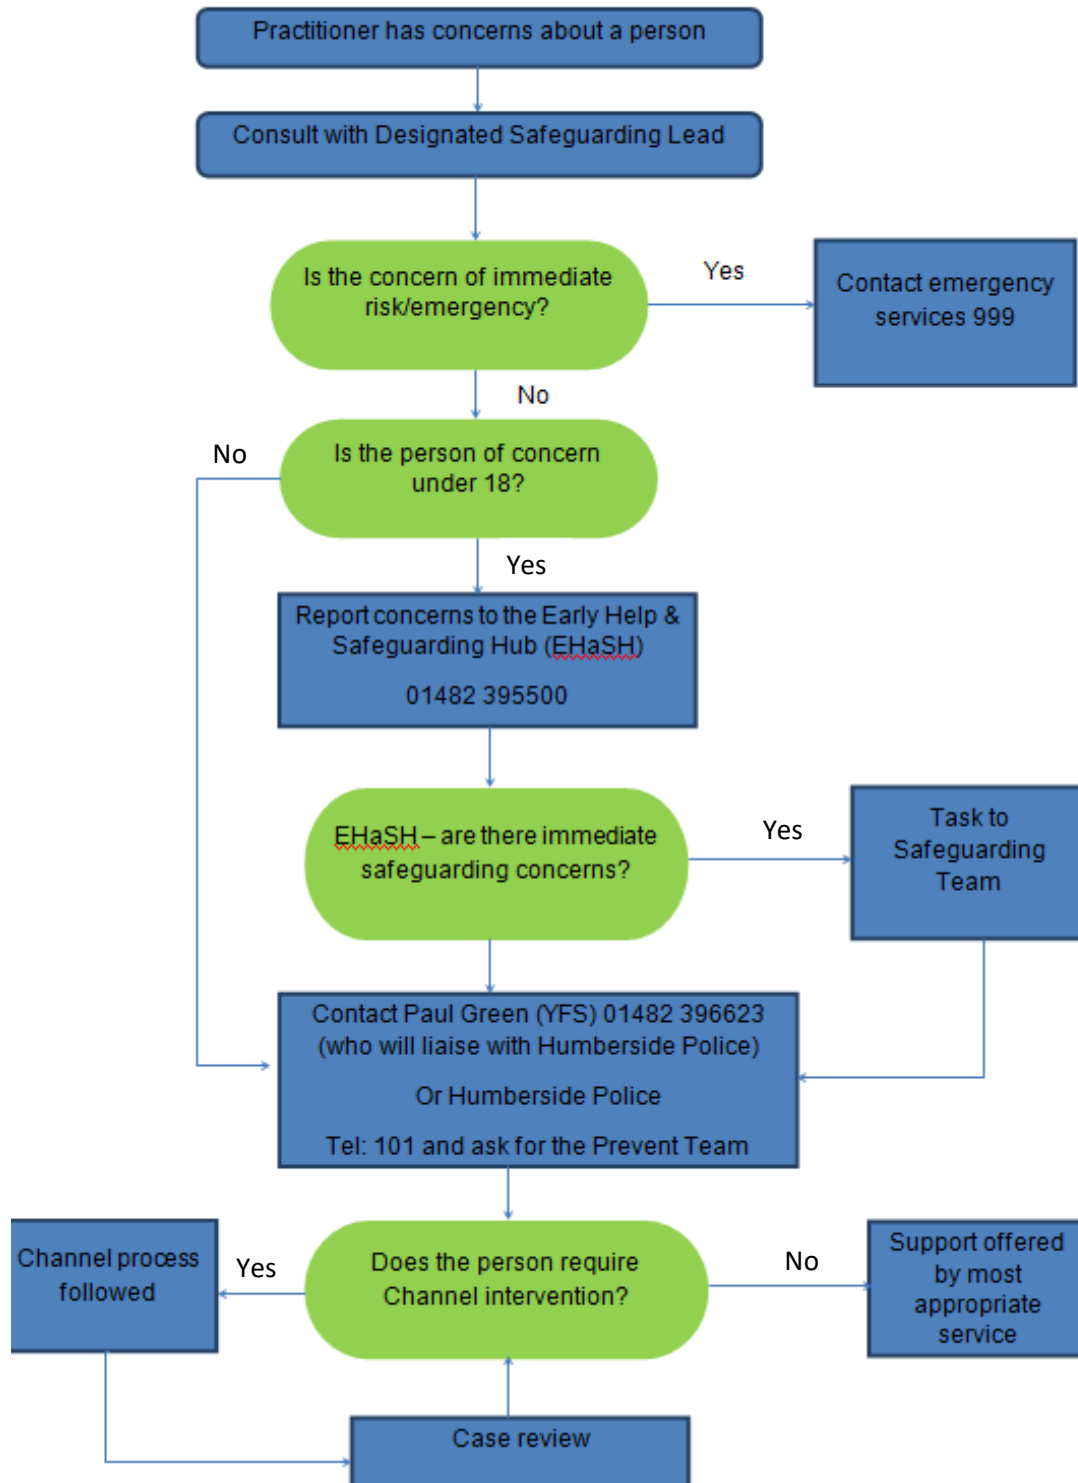 Practitioner has concerns about a person
Consult with Designated Safeguarding Lead
Is the concern of immediate
risk/emergency?
Yes
Contact emergency
services 999
No
Is the person of concern
under 18?
No
Yes
Report concerns to the Early Help &
Safeguarding Hub (EHaSH)
01482 395500
EHaSH – are there immediate
safeguarding concerns?
Yes
Task to
Safeguarding
Team
Contact Paul Green (YFS) 01482 396623
(who will liaise with Humberside Police)
Or Humberside Police
Tel: 101 and ask for the Prevent Team
Does the person require
Channel intervention?
Yes
Channel process
followed
No
Support offered
by most
appropriate
service
Case review